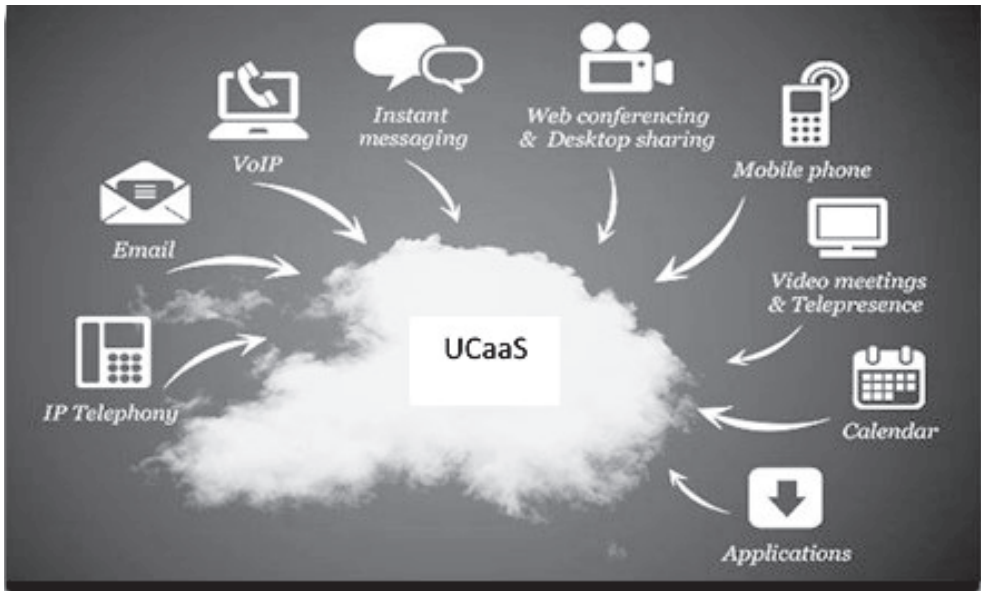 Instant
messaging
Web conferencing
& Desktop sharing
VoIP
Mobile phone
Email
Video meetings
& Telepresence
UCaaS
IP Telephony
Calendar
Applications